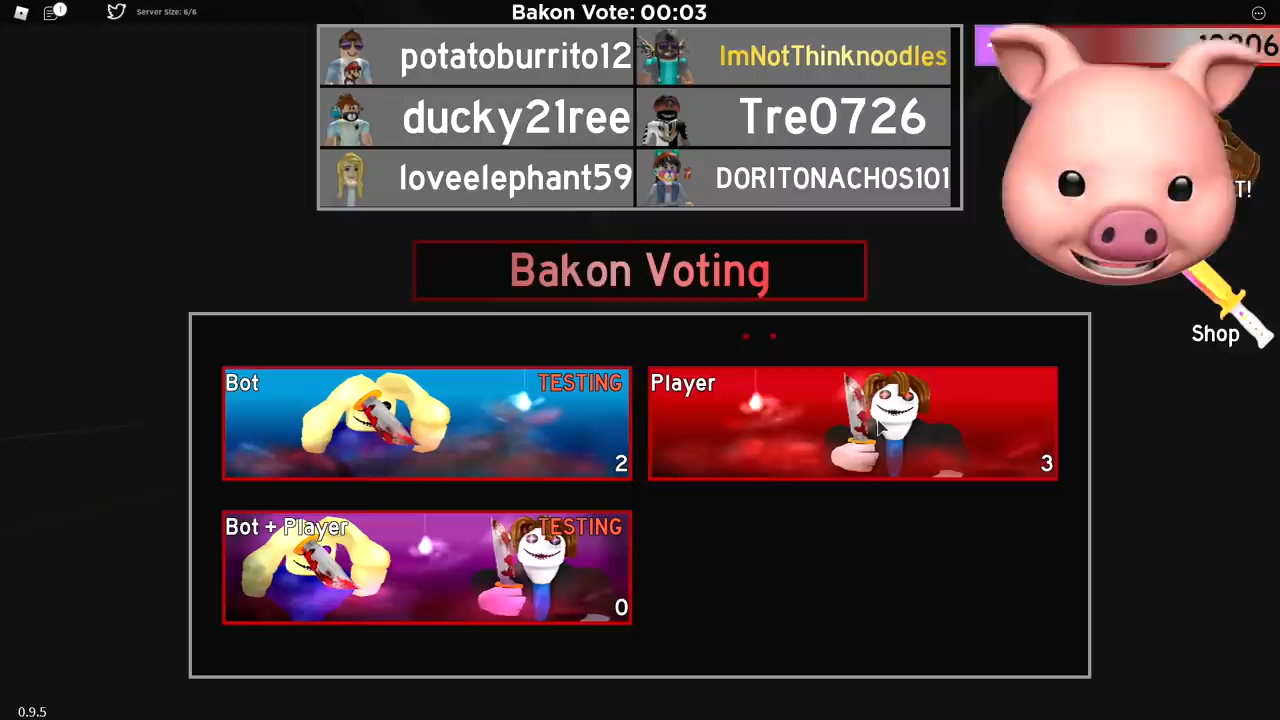 1
Server Size: 6/6
Bakon Vote: 00:03
potatoburrito12
ImNotThinknoodles
ducky21ree
Tre0726
loveelephant59
DORITONACHOS101
T!
Shop
Bakon Voting
Bot
TESTING
2
Player
3
Bot + Player
TESTING
0
0.9.5